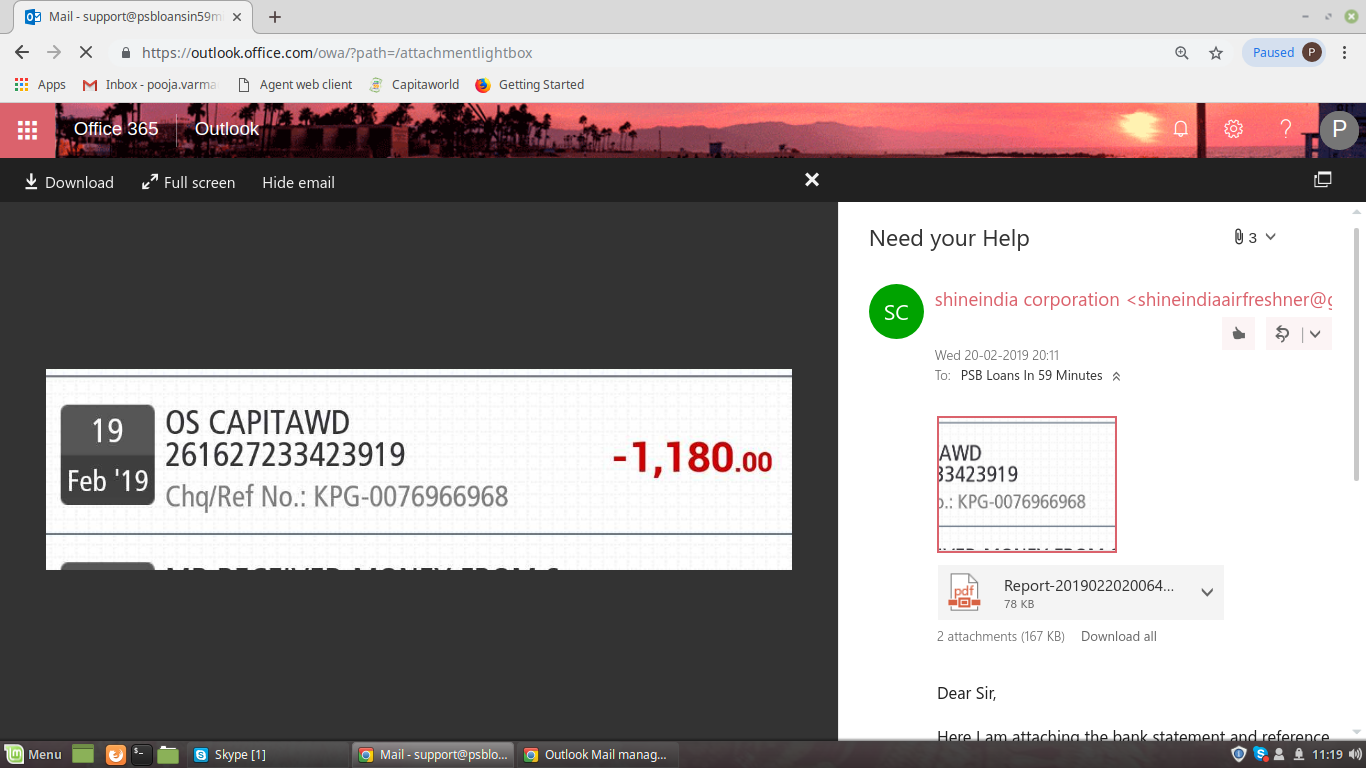 Mail - support@psbloansin59m
https://outlook.office.com/owa/?path=/attachmentlightbox
Paused P
Apps
Inbox - pooja.varma
Agent web client
Capitaworld
Getting Started
Office 365
Outlook
P
Download
Full screen
Hide email
19
Feb '19
OS CAPITAWD
261627233423919
Chq/Ref No.: KPG-0076966968
-1,180.00
Need your Help
3
SC
shineindia corporation <shineindiaairfreshner@g
Wed 20-02-2019 20:11
To: PSB Loans In 59 Minutes
AWD
33423919
o.: KPG-0076966968
pdf
Report-2019022020064...
78 KB
2 attachments (167 KB) Download all
Dear Sir,
Here I am attaching the bank statement and reference
Menu
Skype [1]
Mail - support@psblo...
Outlook Mail manag...
11:19